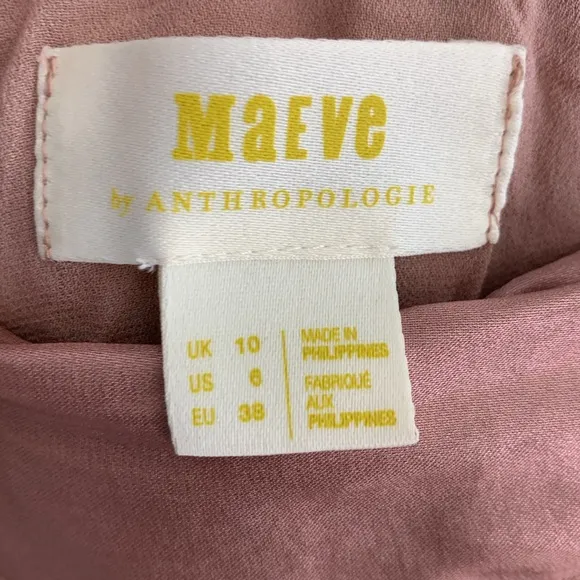 MaEVe
by ANTHROPOLOGIE
UK 10
US 6
EU 38
MADE IN
PHILIPPINES
FABRIQUÉ
AUX
PHILIPPINES